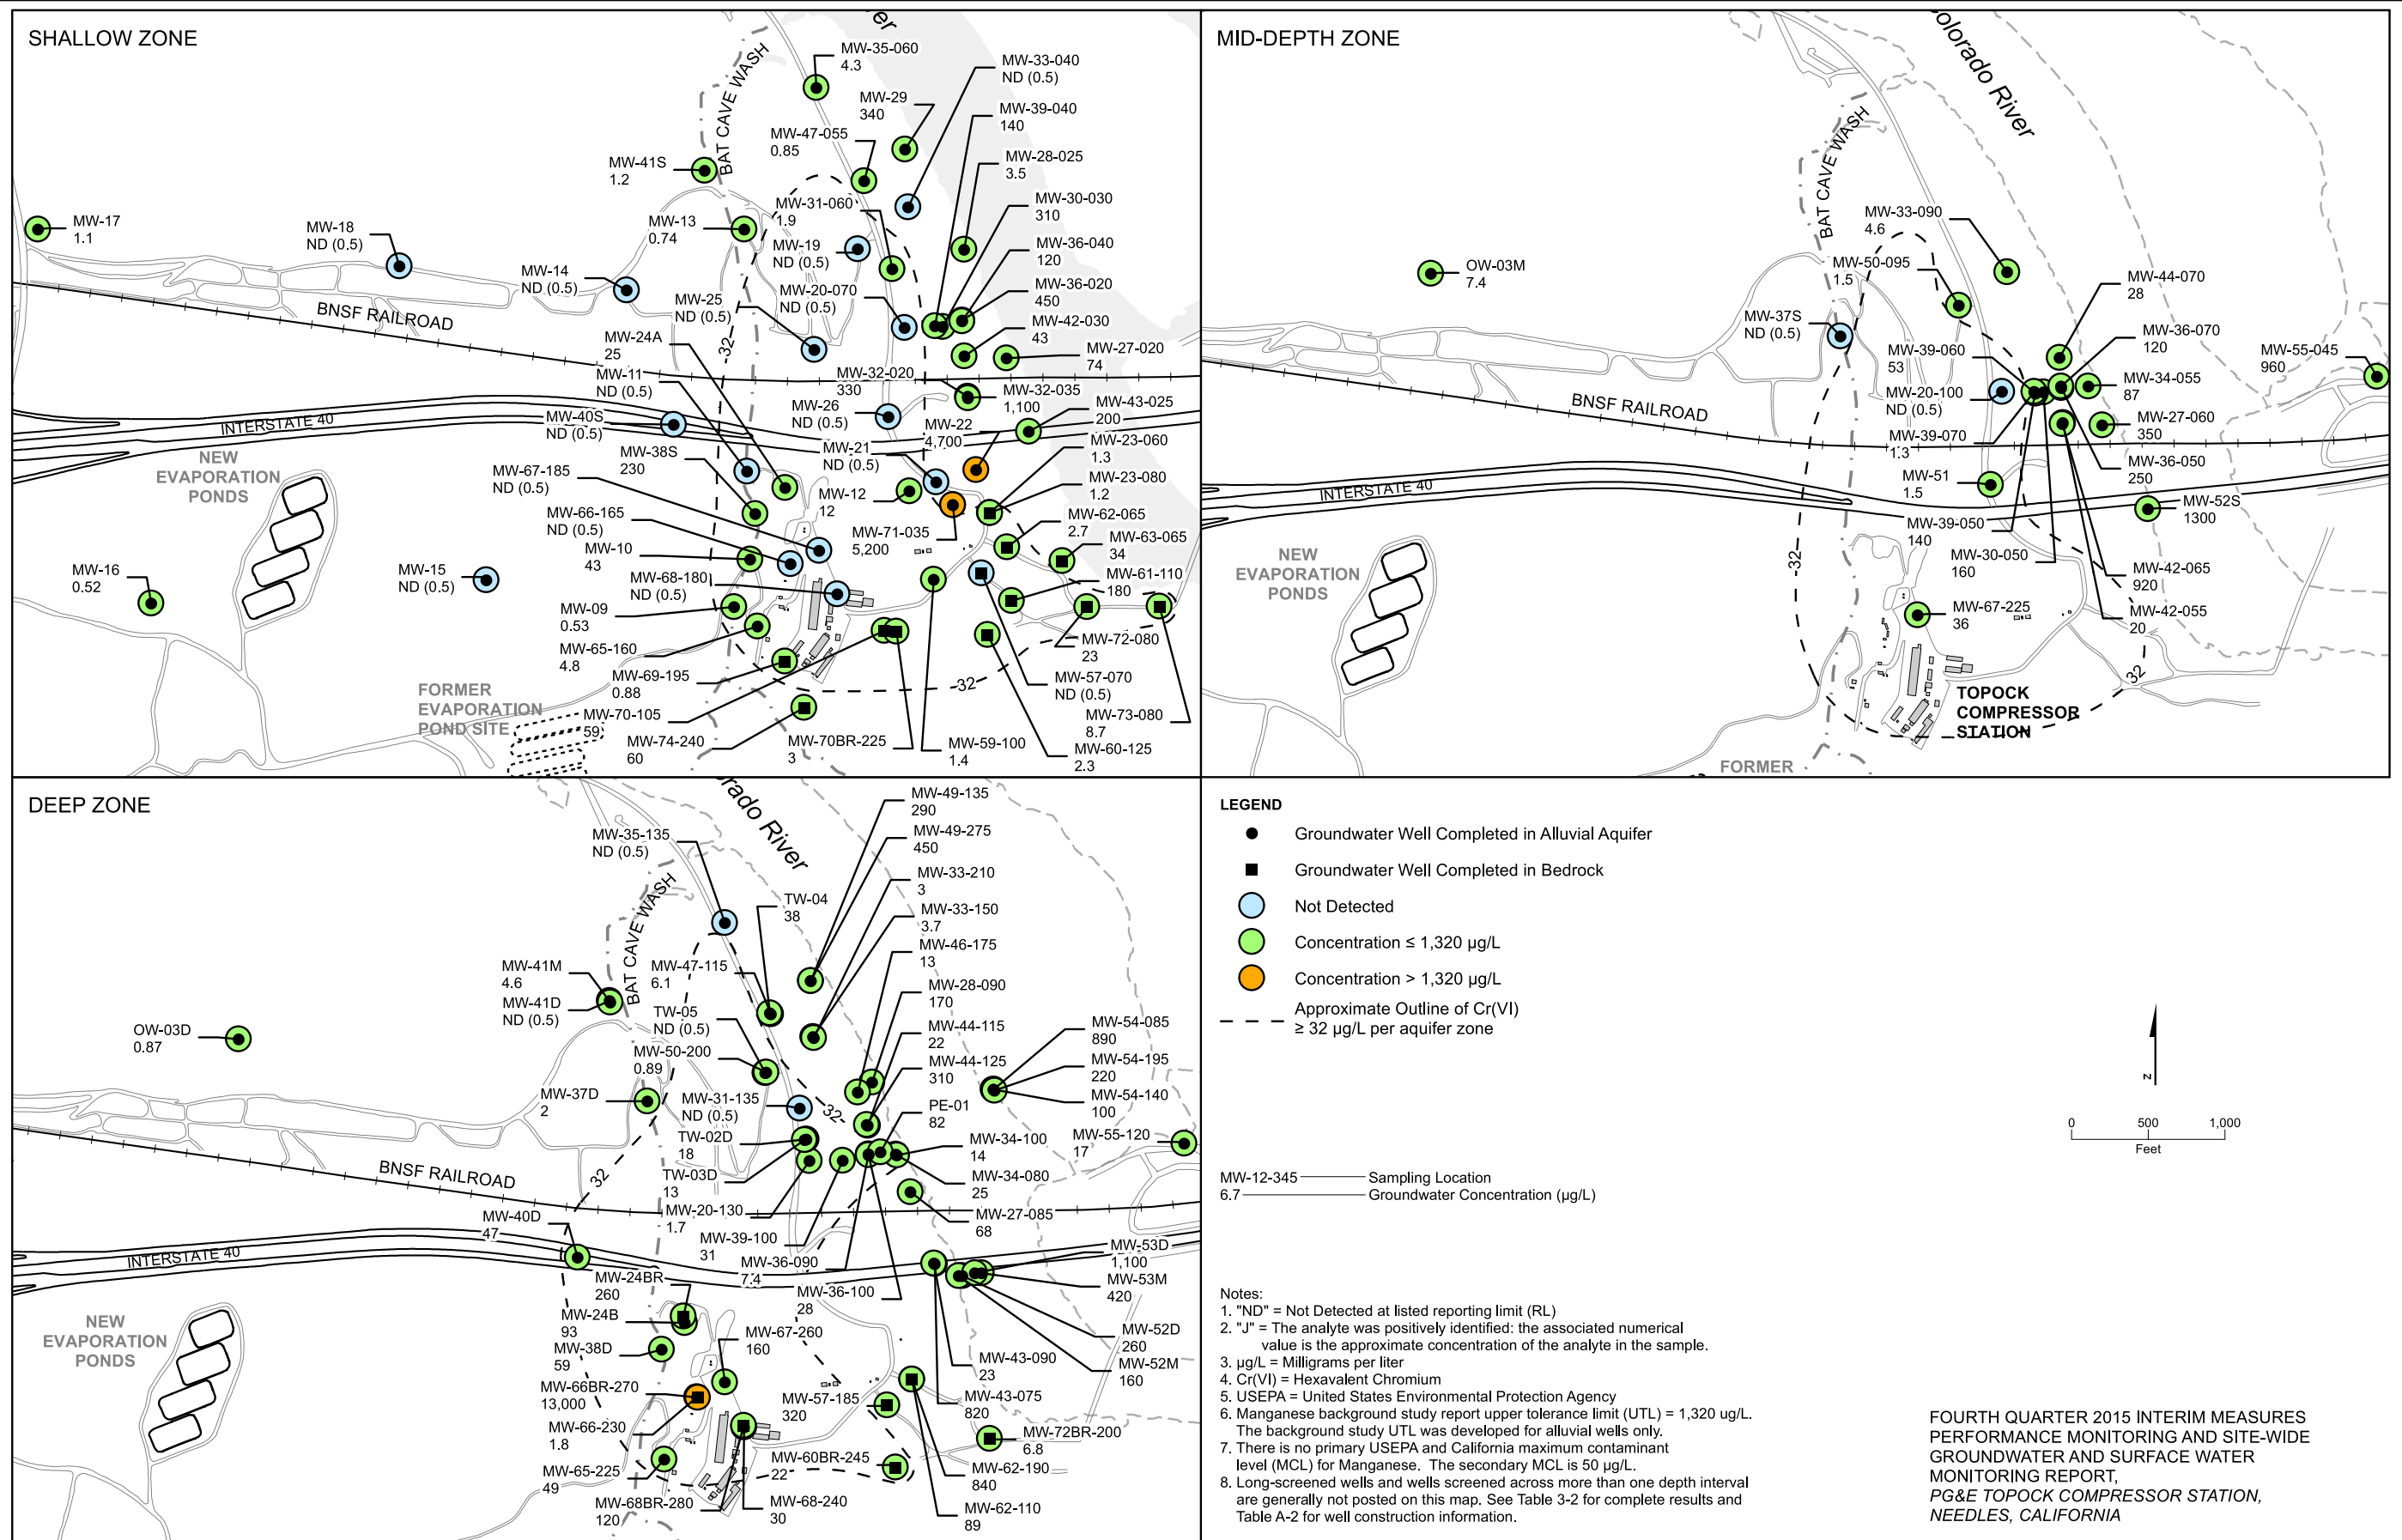 SHALLOW ZONE
er
BAT CAVE WASH
MW-35-060
4.3
MW-33-040
ND (0.5)
MW-29
340
MW-39-040
140
MW-47-055
0.85
MW-28-025
3.5
MW-41S
1.2
MW-31-060
1.9
MW-30-030
310
MW-17
1.1
MW-18
ND (0.5)
MW-13
0.74
MW-19
ND (0.5)
MW-36-040
120
MW-14
ND (0.5)
MW-20-070
ND (0.5)
MW-36-020
450
MW-25
ND (0.5)
BNSF RAILROAD
MW-42-030
43
MW-24A
25
32
MW-27-020
74
MW-11
ND (0.5)
MW-32-020
330
MW-32-035
1,100
MW-40S
ND (0.5)
MW-26
ND (0.5)
MW-43-025
200
INTERSTATE 40
MW-22
4,700
MW-23-060
1.3
NEW
EVAPORATION
PONDS
MW-38S
230
MW-21
ND (0.5)
MW-67-185
ND (0.5)
MW-23-080
1.2
MW-12
12
MW-66-165
ND (0.5)
MW-62-065
2.7
MW-71-035
5,200
MW-63-065
34
MW-10
43
MW-16
0.52
MW-15
ND (0.5)
MW-68-180
ND (0.5)
MW-61-110
180
MW-09
0.53
MW-65-160
4.8
MW-72-080
23
MW-69-195
0.88
32
MW-57-070
ND (0.5)
FORMER
EVAPORATION
POND SITE
MW-70-105
59
MW-73-080
8.7
MW-74-240
60
MW-70BR-225
3
MW-59-100
1.4
MW-60-125
2.3
MID-DEPTH ZONE
Colorado River
BAT CAVE WASH
MW-33-090
4.6
OW-03M
7.4
MW-50-095
1.5
MW-44-070
28
MW-37S
ND (0.5)
MW-36-070
120
MW-39-060
53
MW-55-045
960
MW-34-055
87
MW-20-100
ND (0.5)
BNSF RAILROAD
MW-27-060
350
MW-39-070
1.3
MW-36-050
250
MW-51
1.5
INTERSTATE 40
MW-52S
1300
MW-39-050
140
32
NEW
EVAPORATION
PONDS
MW-30-050
160
MW-42-065
920
MW-67-225
36
MW-42-055
20
32
TOPOCK
COMPRESSOR
STATION
FORMER
DEEP ZONE
rado River
MW-49-135
290
MW-35-135
ND (0.5)
MW-49-275
450
BAT CAVE WASH
MW-33-210
3
TW-04
38
MW-33-150
3.7
MW-46-175
13
MW-41M
4.6
MW-47-115
6.1
MW-28-090
170
MW-41D
ND (0.5)
TW-05
ND (0.5)
MW-44-115
22
MW-54-085
890
OW-03D
0.87
MW-50-200
0.89
MW-44-125
310
MW-54-195
220
MW-37D
2
MW-31-135
ND (0.5)
32
PE-01
82
MW-54-140
100
TW-02D
18
MW-34-100
14
MW-55-120
17
BNSF RAILROAD
32
TW-03D
13
MW-34-080
25
MW-40D
47
MW-20-130
1.7
MW-27-085
68
MW-39-100
31
INTERSTATE 40
MW-36-090
7.4
MW-53D
1,100
MW-24BR
260
MW-36-100
28
MW-53M
420
NEW
EVAPORATION
PONDS
MW-24B
93
MW-67-260
160
MW-52D
260
MW-38D
59
MW-43-090
23
MW-52M
160
MW-66BR-270
13,000
MW-57-185
320
MW-43-075
820
MW-66-230
1.8
MW-72BR-200
6.8
MW-65-225
49
MW-60BR-245
22
MW-62-190
840
MW-68BR-280
120
MW-68-240
30
MW-62-110
89
LEGEND
Groundwater Well Completed in Alluvial Aquifer
Groundwater Well Completed in Bedrock
Not Detected
Concentration ≤ 1,320 µg/L
Concentration > 1,320 µg/L
Approximate Outline of Cr(VI)
≥ 32 µg/L per aquifer zone
z
0 500 1,000
Feet
MW-12-345 Sampling Location
6.7 Groundwater Concentration (µg/L)
Notes:
1. "ND" = Not Detected at listed reporting limit (RL)
2. "J" = The analyte was positively identified: the associated numerical
value is the approximate concentration of the analyte in the sample.
3. µg/L = Milligrams per liter
4. Cr(VI) = Hexavalent Chromium
5. USEPA = United States Environmental Protection Agency
6. Manganese background study report upper tolerance limit (UTL) = 1,320 ug/L.
The background study UTL was developed for alluvial wells only.
7. There is no primary USEPA and California maximum contaminant
level (MCL) for Manganese. The secondary MCL is 50 µg/L.
8. Long-screened wells and wells screened across more than one depth interval
are generally not posted on this map. See Table 3-2 for complete results and
Table A-2 for well construction information.
FOURTH QUARTER 2015 INTERIM MEASURES
PERFORMANCE MONITORING AND SITE-WIDE
GROUNDWATER AND SURFACE WATER
MONITORING REPORT,
PG&E TOPOCK COMPRESSOR STATION,
NEEDLES, CALIFORNIA